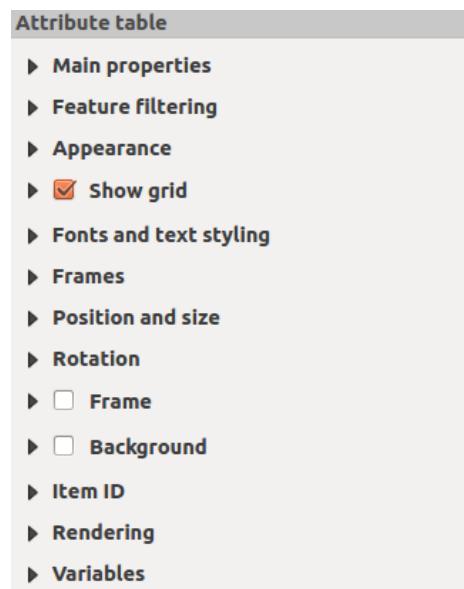 Attribute table
Main properties
Feature filtering
Appearance
Show grid
Fonts and text styling
Frames
Position and size
Rotation
Frame
Background
Item ID
Rendering
Variables